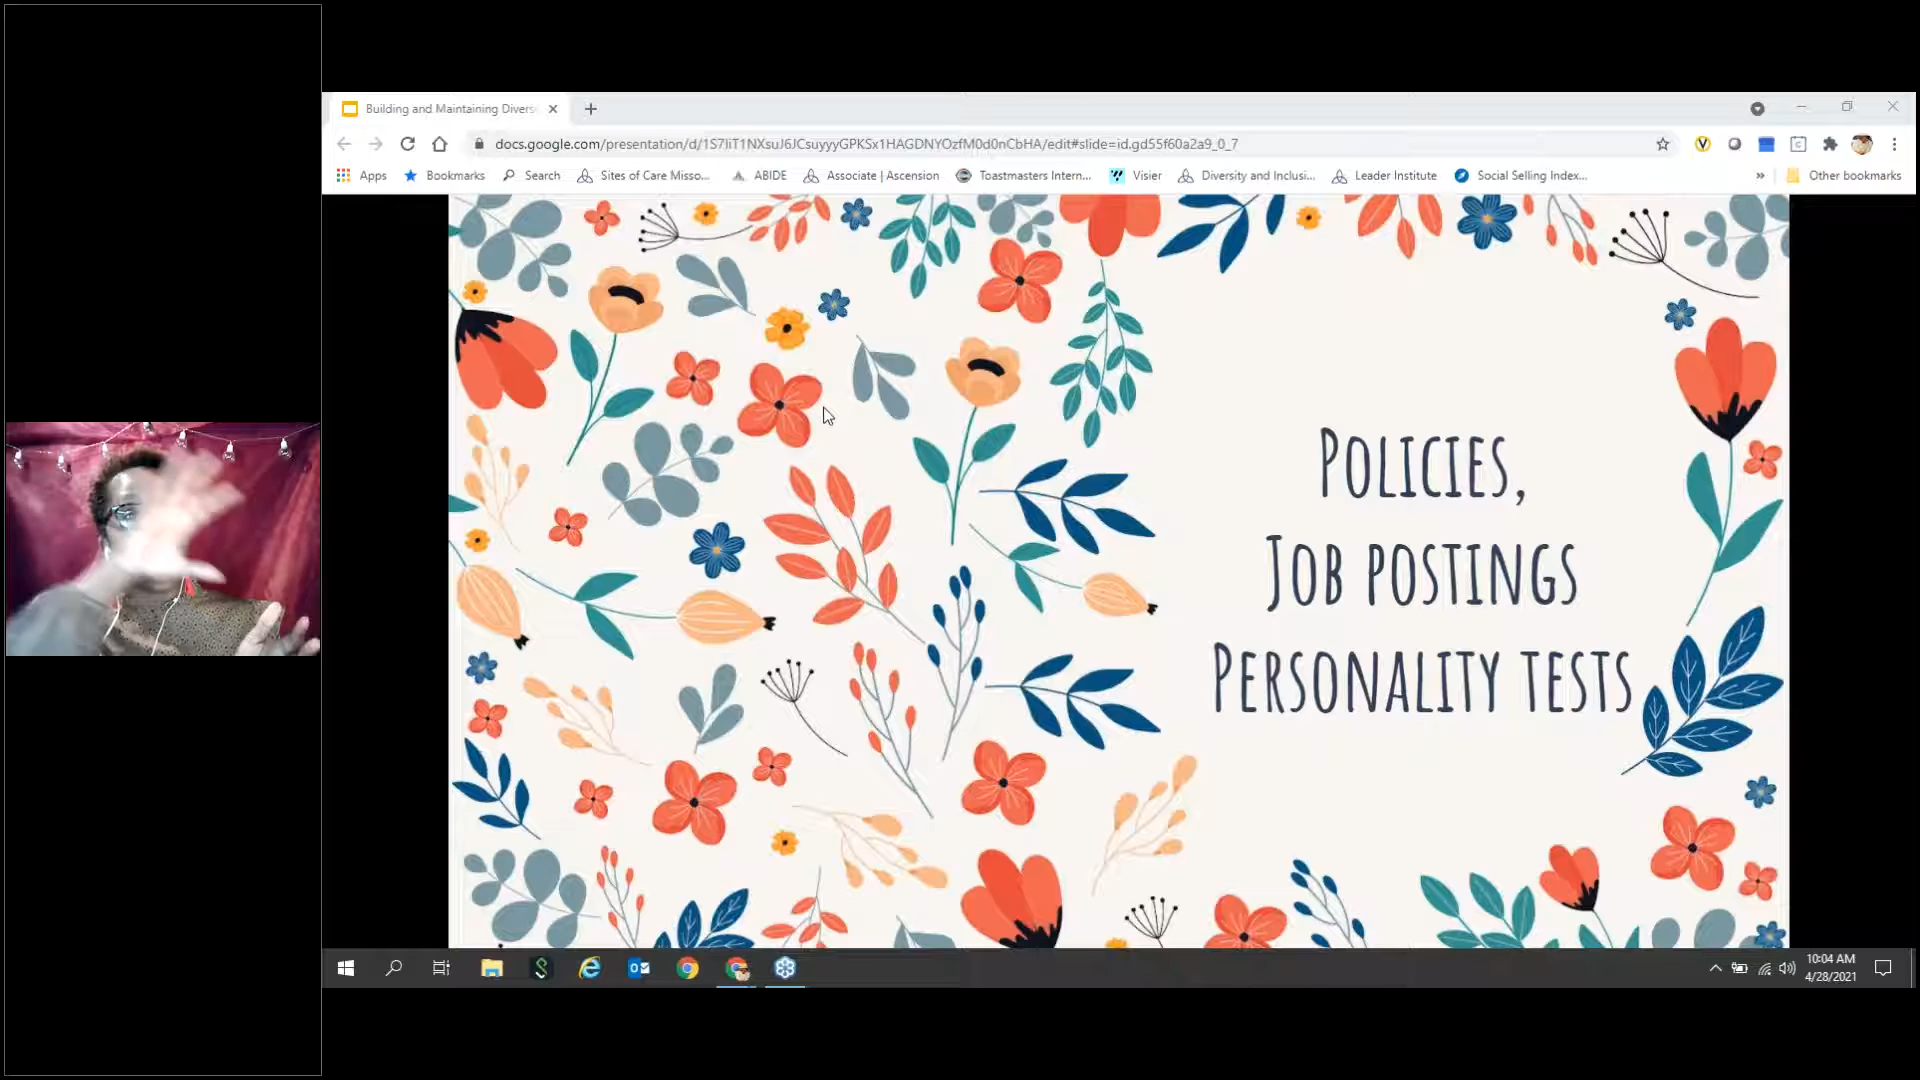 Building and Maintaining Divers
docs.google.com/presentation/d/1S7IiT1NXsuJ6JCsuyyyGPKSx1HAGDNYOzfM0d0nCbHA/edit#slide=id.gd55f60a2a9_0_7
Apps Bookmarks Search Sites of Care Misso... ABIDE Associate | Ascension Toastmasters Intern... Visier Diversity and Inclusi... Leader Institute Social Selling Index... » Other bookmarks
Policies,
Job postings
Personality tests
10:04 AM
4/28/2021